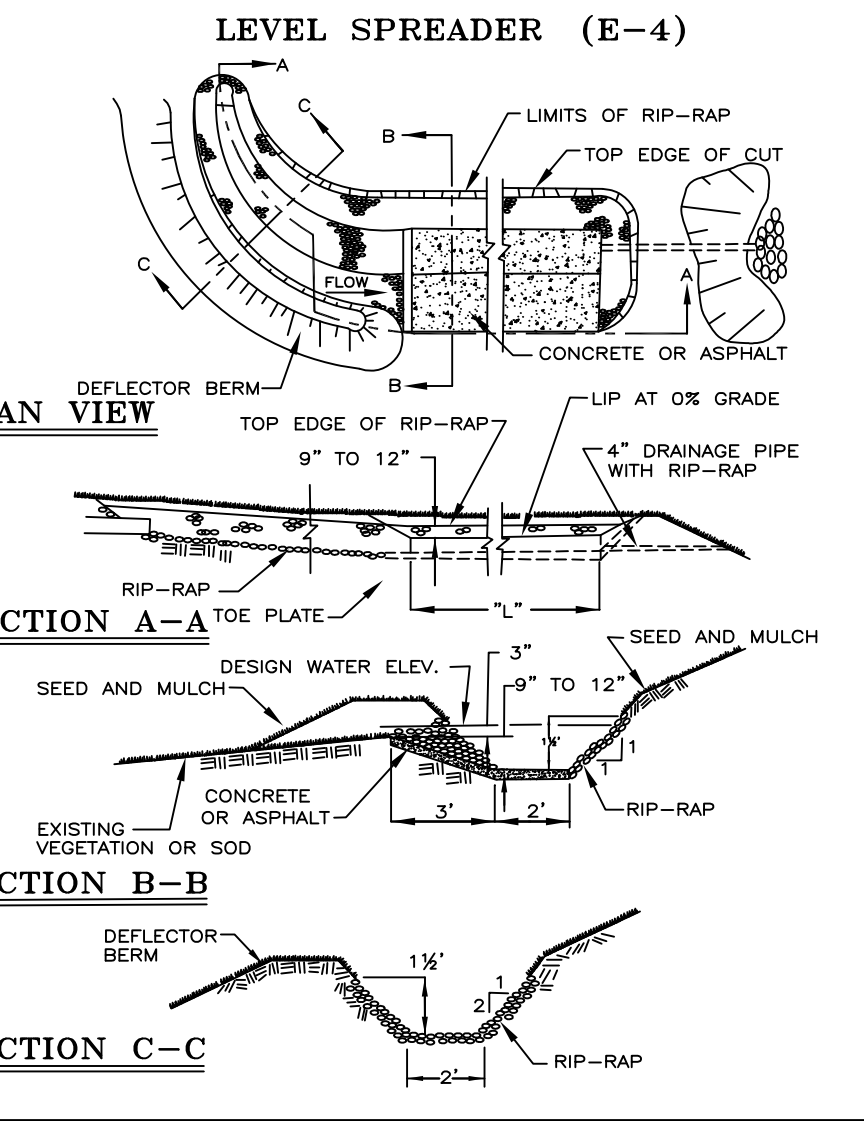 LEVEL SPREADER (E-4)
A
C
B
LIMITS OF RIP-RAP
TOP EDGE OF CUT
C
FLOW
A
CONCRETE OR ASPHALT
DEFLECTOR BERM
B
AN VIEW
LIP AT 0% GRADE
TOP EDGE OF RIP-RAP
9" TO 12"
4" DRAINAGE PIPE
WITH RIP-RAP
RIP-RAP
TOE PLATE
"L"
CTION A-A
SEED AND MULCH
3"
DESIGN WATER ELEV.
9" TO 12"
SEED AND MULCH
1½'
1
1
CONCRETE
OR ASPHALT
3'
2'
RIP-RAP
EXISTING
VEGETATION OR SOD
CTION B-B
DEFLECTOR
BERM
1½'
1
2
RIP-RAP
2'
CTION C-C